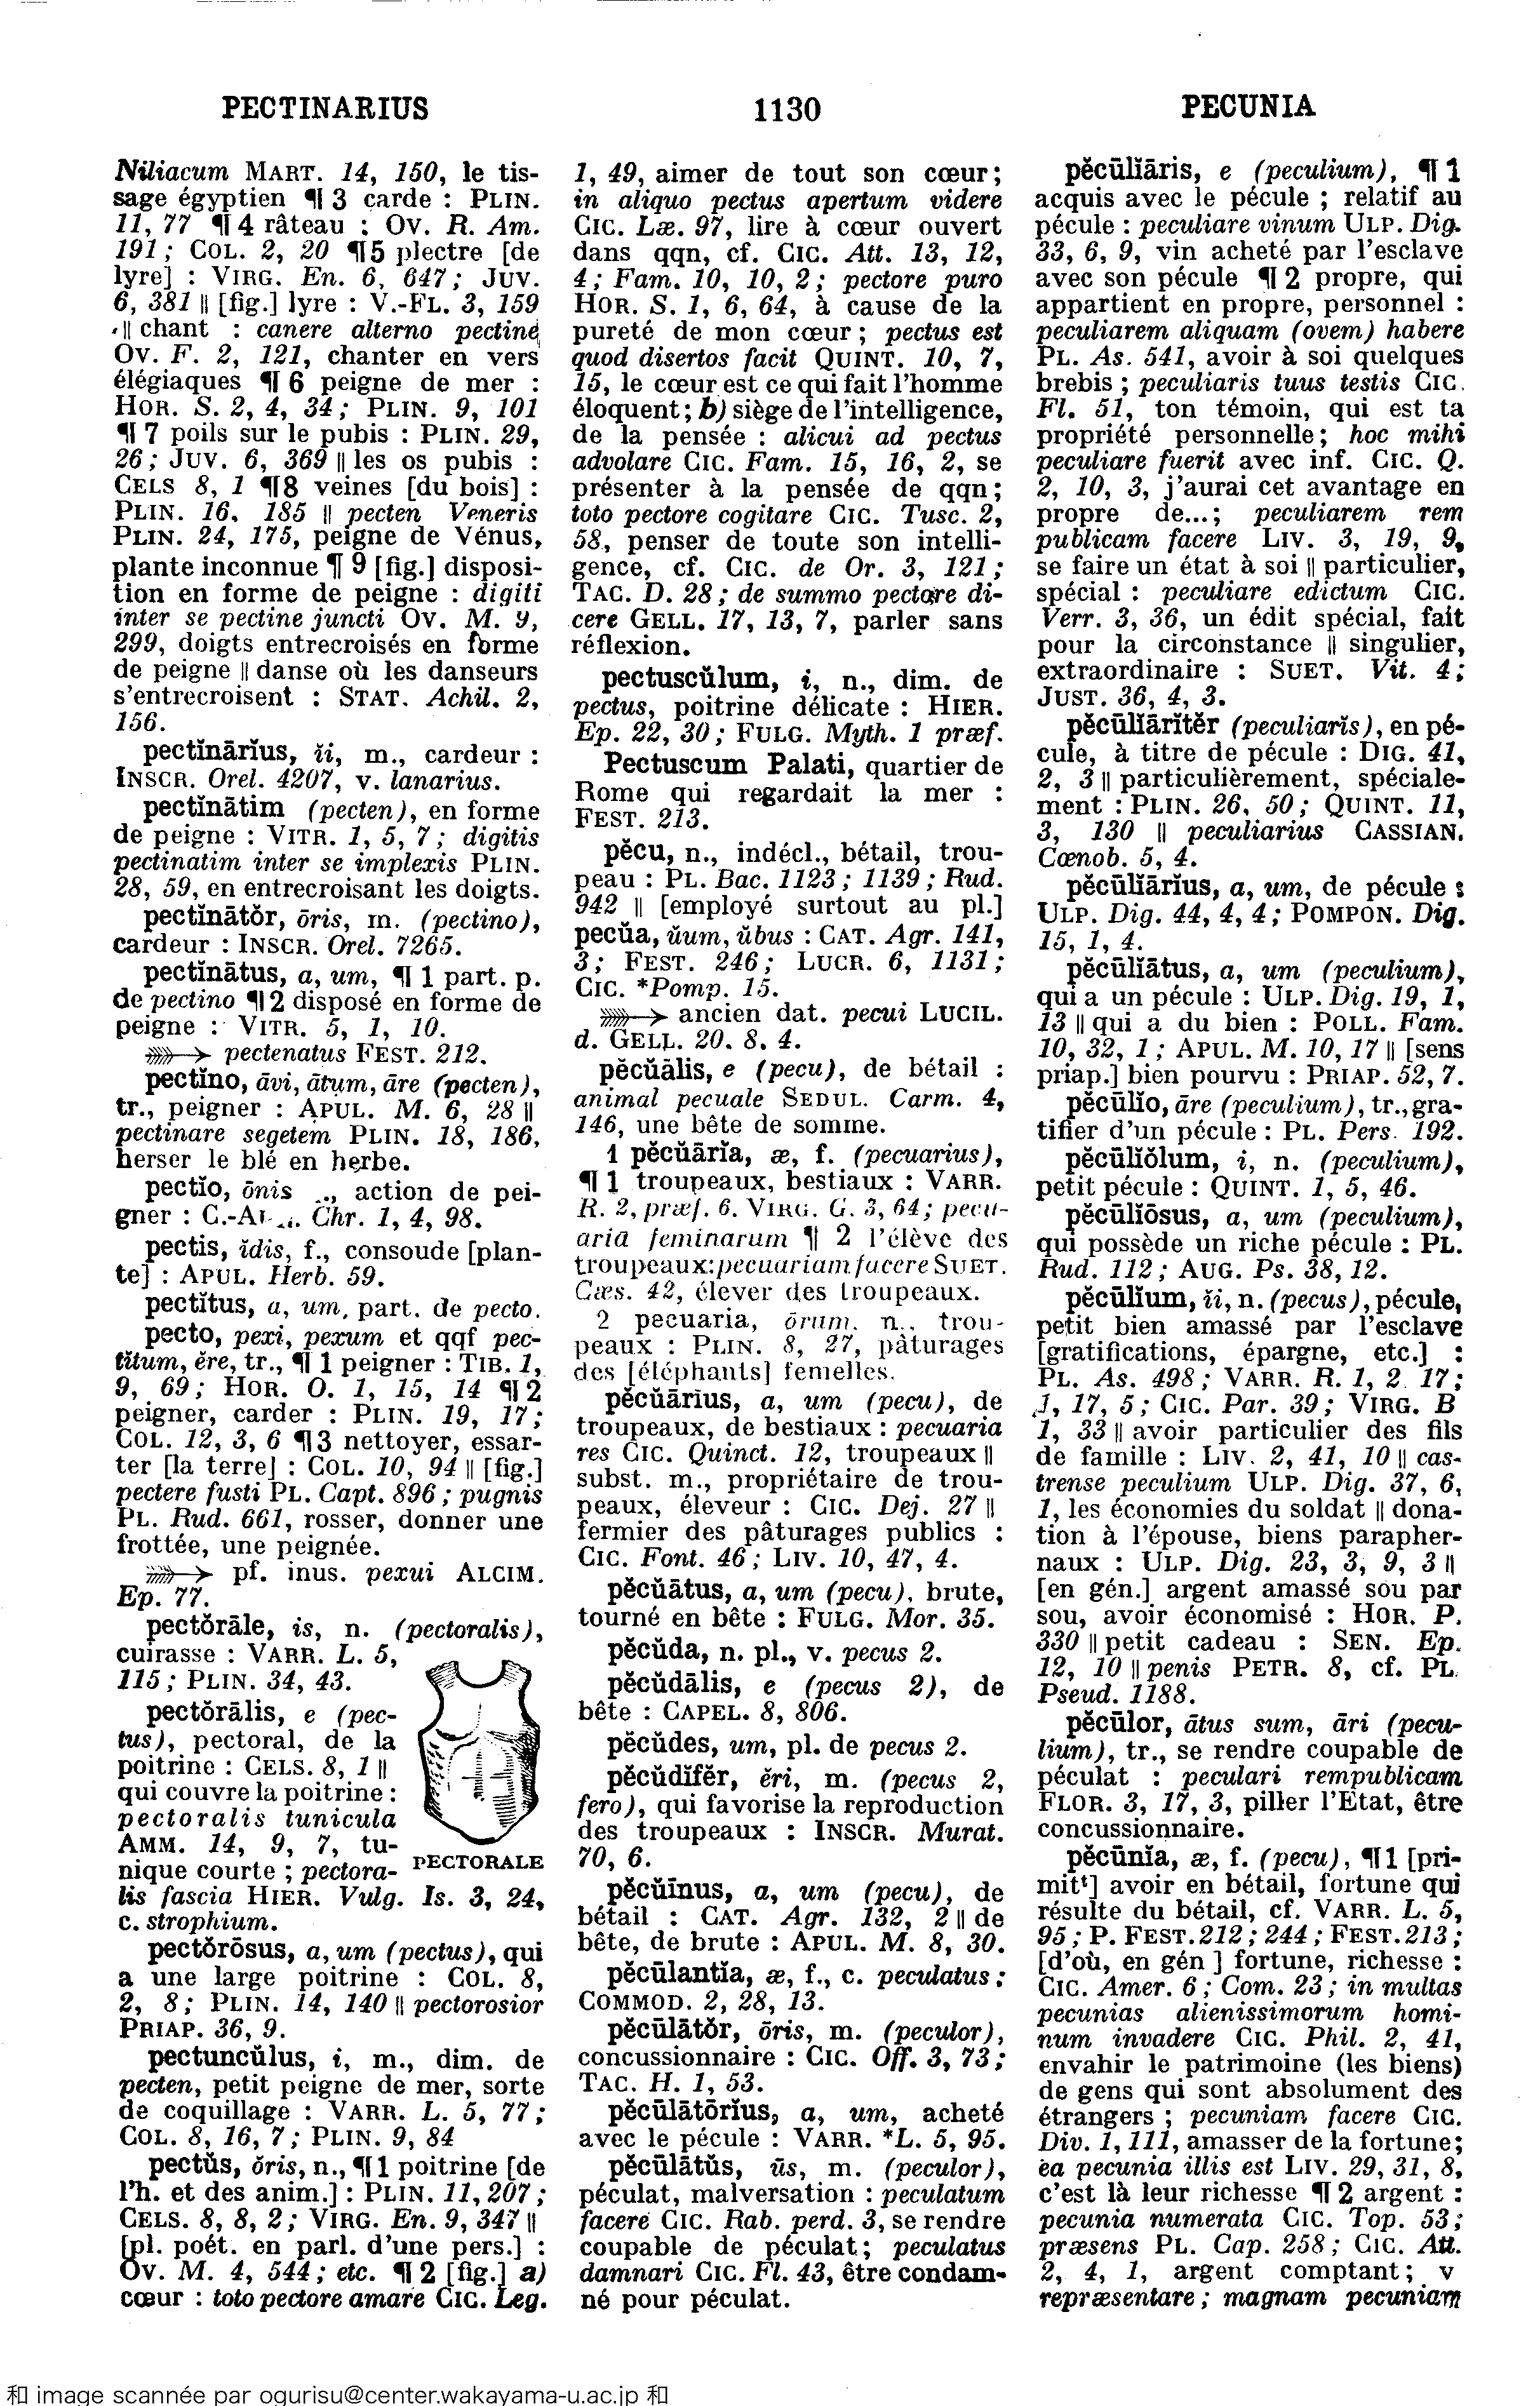 PECTINARIUS
1130
PECUNIA
Niliacum MART. 14, 150, le tis-
sage égyptien ¶ 3 carde : PLIN.
11, 77 ¶ 4 râteau : OV. R. Am.
191 ; COL. 2, 20 ¶ 5 plectre [de
lyre] : VIRG. En. 6, 647 ; JUV.
6, 381 || [fig.] lyre : V.-FL. 3, 159
|| chant : canere alterno pectine
OV. F. 2, 121, chanter en vers
élégiaques ¶ 6 peigne de mer :
HOR. S. 2, 4, 34 ; PLIN. 9, 101
¶ 7 poils sur le pubis : PLIN. 29,
26 ; JUV. 6, 369 || les os pubis :
CELS 8, 1 ¶ 8 veines [du bois] :
PLIN. 16, 185 || pecten Veneris
PLIN. 24, 175, peigne de Vénus,
plante inconnue ¶ 9 [fig.] disposi-
tion en forme de peigne : digiti
inter se pectine juncti OV. M. 9,
299, doigts entrecroisés en forme
de peigne || danse où les danseurs
s'entrecroisent : STAT. Achil. 2,
156.
pectĭnārĭus, ĭi, m., cardeur :
INSCR. Orel. 4207, v. lanarius.
pectĭnātim (pecten), en forme
de peigne : VITR. 1, 5, 7 ; digitis
pectinatim inter se implexis PLIN.
28, 59, en entrecroisant les doigts.
pectĭnātŏr, ōris, m. (pectino),
cardeur : INSCR. Orel. 7265.
pectĭnātus, a, um, ¶ 1 part. p.
de pectino ¶ 2 disposé en forme de
peigne : VITR. 5, 1, 10.
pectenatus FEST. 212.
pectĭno, āvi, ātum, āre (pecten),
tr., peigner : APUL. M. 6, 28 ||
pectinare segetem PLIN. 18, 186,
herser le blé en herbe.
pectĭo, ōnis action de pei-
gner : C.-AU. Chr. 1, 4, 98.
pectis, ĭdis, f., consoude [plan-
te] : APUL. Herb. 59.
pectĭtus, a, um, part. de pecto.
pecto, pexi, pexum et qqf pec-
tĭtum, ĕre, tr., ¶ 1 peigner : TIB. 1,
9, 69 ; HOR. O. 1, 15, 14 ¶ 2
peigner, carder : PLIN. 19, 17 ;
COL. 12, 3, 6 ¶ 3 nettoyer, essar-
ter [la terre] : COL. 10, 94 || [fig.]
pectere fusti PL. Capt. 896 ; pugnis
PL. Rud. 661, rosser, donner une
frottée, une peignée.
pf. inus. pexui ALCIM.
Ep. 77.
pectŏrāle, is, n. (pectoralis),
cuirasse : VARR. L. 5,
115 ; PLIN. 34, 43.
pectŏrālis, e (pec-
tus), pectoral, de la
poitrine : CELS. 8, 1 ||
qui couvre la poitrine :
pectoralis tunicula
AMM. 14, 9, 7, tu-
nique courte ; pectora-
PECTORALE
lis fascia HIER. Vulg. Is. 3, 24,
c. strophium.
pectŏrōsus, a, um (pectus), qui
a une large poitrine : COL. 8,
2, 8 ; PLIN. 14, 140 || pectorosior
PRIAP. 36, 9.
pectuncŭlus, i, m., dim. de
pecten, petit peigne de mer, sorte
de coquillage : VARR. L. 5, 77 ;
COL. 8, 16, 7 ; PLIN. 9, 84
pectŭs, ŏris, n., ¶ 1 poitrine [de
l'h. et des anim.] : PLIN. 11, 207 ;
CELS. 8, 8, 2 ; VIRG. En. 9, 347 ||
[pl. poét. en parl. d'une pers.] :
OV. M. 4, 544 ; etc. ¶ 2 [fig.] a)
cœur : toto pectore amare CIC. Leg.
1, 49, aimer de tout son cœur ;
in aliquo pectus apertum videre
CIC. Læ. 97, lire à cœur ouvert
dans qqn, cf. CIC. Att. 13, 12,
4 ; Fam. 10, 10, 2 ; pectore puro
HOR. S. 1, 6, 64, à cause de la
pureté de mon cœur ; pectus est
quod disertos facit QUINT. 10, 7,
15, le cœur est ce qui fait l'homme
éloquent ; b) siège de l'intelligence,
de la pensée : alicui ad pectus
advolare CIC. Fam. 15, 16, 2, se
présenter à la pensée de qqn ;
toto pectore cogitare CIC. Tusc. 2,
58, penser de toute son intelli-
gence, cf. CIC. de Or. 3, 121 ;
TAC. D. 28 ; de summo pectore di-
cere GELL. 17, 13, 7, parler sans
réflexion.
pectuscŭlum, i, n., dim. de
pectus, poitrine délicate : HIER.
Ep. 22, 30 ; FULG. Myth. 1 præf.
Pectuscum Palati, quartier de
Rome qui regardait la mer :
FEST. 213.
pĕcu, n., indécl., bétail, trou-
peau : PL. Bac. 1123 ; 1139 ; Rud.
942 || [employé surtout au pl.]
pecŭa, ŭum, ŭbus : CAT. Agr. 141,
3 ; FEST. 246 ; LUCR. 6, 1131 ;
CIC. *Pomp. 15.
ancien dat. pecui LUCIL.
d. GELL. 20. 8. 4.
pĕcŭālis, e (pecu), de bétail :
animal pecuale SEDUL. Carm. 4,
146, une bête de somme.
1 pĕcŭārĭa, æ, f. (pecuarius),
¶ 1 troupeaux, bestiaux : VARR.
R. 2, præf. 6. VIRG. G. 3, 64 ; pecu-
aria feminarum ¶ 2 l'élève des
troupeaux : pecuariam facere SUET.
Cæs. 42, élever des troupeaux.
2 pecuaria, ōrum, n., trou-
peaux : PLIN. 8, 27, pâturages
des [éléphants] femelles.
pĕcŭārius, a, um (pecu), de
troupeaux, de bestiaux : pecuaria
res CIC. Quinct. 12, troupeaux ||
subst. m., propriétaire de trou-
peaux, éleveur : CIC. Dej. 27 ||
fermier des pâturages publics :
CIC. Font. 46 ; LIV. 10, 47, 4.
pĕcŭātus, a, um (pecu), brute,
tourné en bête : FULG. Mor. 35.
pĕcŭda, n. pl., v. pecus 2.
pĕcŭdālis, e (pecus 2), de
bête : CAPEL. 8, 806.
pĕcŭdes, um, pl. de pecus 2.
pĕcŭdĭfĕr, ĕri, m. (pecus 2,
fero), qui favorise la reproduction
des troupeaux : INSCR. Murat.
70, 6.
pĕcŭīnus, a, um (pecu), de
bétail : CAT. Agr. 132, 2 || de
bête, de brute : APUL. M. 8, 30.
pĕcūlantĭa, æ, f., c. peculatus :
COMMOD. 2, 28, 13.
pĕcūlātŏr, ōris, m. (peculor),
concussionnaire : CIC. Off. 3, 73 ;
TAC. H. 1, 53.
pĕcūlātōrĭus, a, um, acheté
avec le pécule : VARR. *L. 5, 95.
pĕcūlātŭs, ūs, m. (peculor),
péculat, malversation : peculatum
facere CIC. Rab. perd. 3, se rendre
coupable de péculat ; peculatus
damnari CIC. Fl. 43, être condam-
né pour péculat.
pĕcūlĭāris, e (peculium), ¶ 1
acquis avec le pécule ; relatif au
pécule : peculiare vinum ULP. Dig.
33, 6, 9, vin acheté par l'esclave
avec son pécule ¶ 2 propre, qui
appartient en propre, personnel :
peculiarem aliquam (ovem) habere
PL. As. 541, avoir à soi quelques
brebis ; peculiaris tuus testis CIC.
Fl. 51, ton témoin, qui est ta
propriété personnelle ; hoc mihi
peculiare fuerit avec inf. CIC. Q.
2, 10, 3, j'aurai cet avantage en
propre de... ; peculiarem rem
publicam facere LIV. 3, 19, 9,
se faire un état à soi || particulier,
spécial : peculiare edictum CIC.
Verr. 3, 36, un édit spécial, fait
pour la circonstance || singulier,
extraordinaire : SUET. Vit. 4 ;
JUST. 36, 4, 3.
pĕcūlĭārĭtĕr (peculiaris), en pé-
cule, à titre de pécule : DIG. 41,
2, 3 || particulièrement, spéciale-
ment : PLIN. 26, 50 ; QUINT. 11,
3, 130 || peculiarius CASSIAN.
Cœnob. 5, 4.
pĕcūlĭārĭus, a, um, de pécule :
ULP. Dig. 44, 4, 4 ; POMPON. Dig.
15, 1, 4.
pĕcūlĭātus, a, um (peculium),
qui a un pécule : ULP. Dig. 19, 1,
13 || qui a du bien : POLL. Fam.
10, 32, 1 ; APUL. M. 10, 17 || [sens
priap.] bien pourvu : PRIAP. 52, 7.
pĕcūlĭo, āre (peculium), tr., gra-
tifier d'un pécule : PL. Pers. 192.
pĕcūlĭŏlum, i, n. (peculium),
petit pécule : QUINT. 1, 5, 46.
pĕcūlĭōsus, a, um (peculium),
qui possède un riche pécule : PL.
Rud. 112 ; AUG. Ps. 38, 12.
pĕcūlĭum, ĭi, n. (pecus), pécule,
petit bien amassé par l'esclave
[gratifications, épargne, etc.] :
PL. As. 498 ; VARR. R. 1, 2 17 ;
1, 17, 5 ; CIC. Par. 39 ; VIRG. B
1, 33 || avoir particulier des fils
de famille : LIV. 2, 41, 10 || cas-
trense peculium ULP. Dig. 37, 6,
1, les économies du soldat || dona-
tion à l'épouse, biens parapher-
naux : ULP. Dig. 23, 3, 9, 3 ||
[en gén.] argent amassé sou par
sou, avoir économisé : HOR. P.
330 || petit cadeau : SEN. Ep.
12, 10 || penis PETR. 8, cf. PL.
Pseud. 1188.
pĕcūlor, ātus sum, āri (pecu-
lium), tr., se rendre coupable de
péculat : peculari rempublicam
FLOR. 3, 17, 3, piller l'Etat, être
concussionnaire.
pĕcūnĭa, æ, f. (pecu), ¶ 1 [pri-
mitᵗ] avoir en bétail, fortune qui
résulte du bétail, cf. VARR. L. 5,
95 ; P. FEST. 212 ; 244 ; FEST. 213 ;
[d'où, en gén ] fortune, richesse :
CIC. Amer. 6 ; Com. 23 ; in multas
pecunias alienissimorum homi-
num invadere CIC. Phil. 2, 41,
envahir le patrimoine (les biens)
de gens qui sont absolument des
étrangers ; pecuniam facere CIC.
Div. 1, 111, amasser de la fortune ;
ea pecunia illis est LIV. 29, 31, 8,
c'est là leur richesse ¶ 2 argent :
pecunia numerata CIC. Top. 53 ;
præsens PL. Cap. 258 ; CIC. Att.
2, 4, 1, argent comptant ; v
repræsentare ; magnam pecuniam
和 image scannée par ogurisu@center.wakayama-u.ac.jp 和